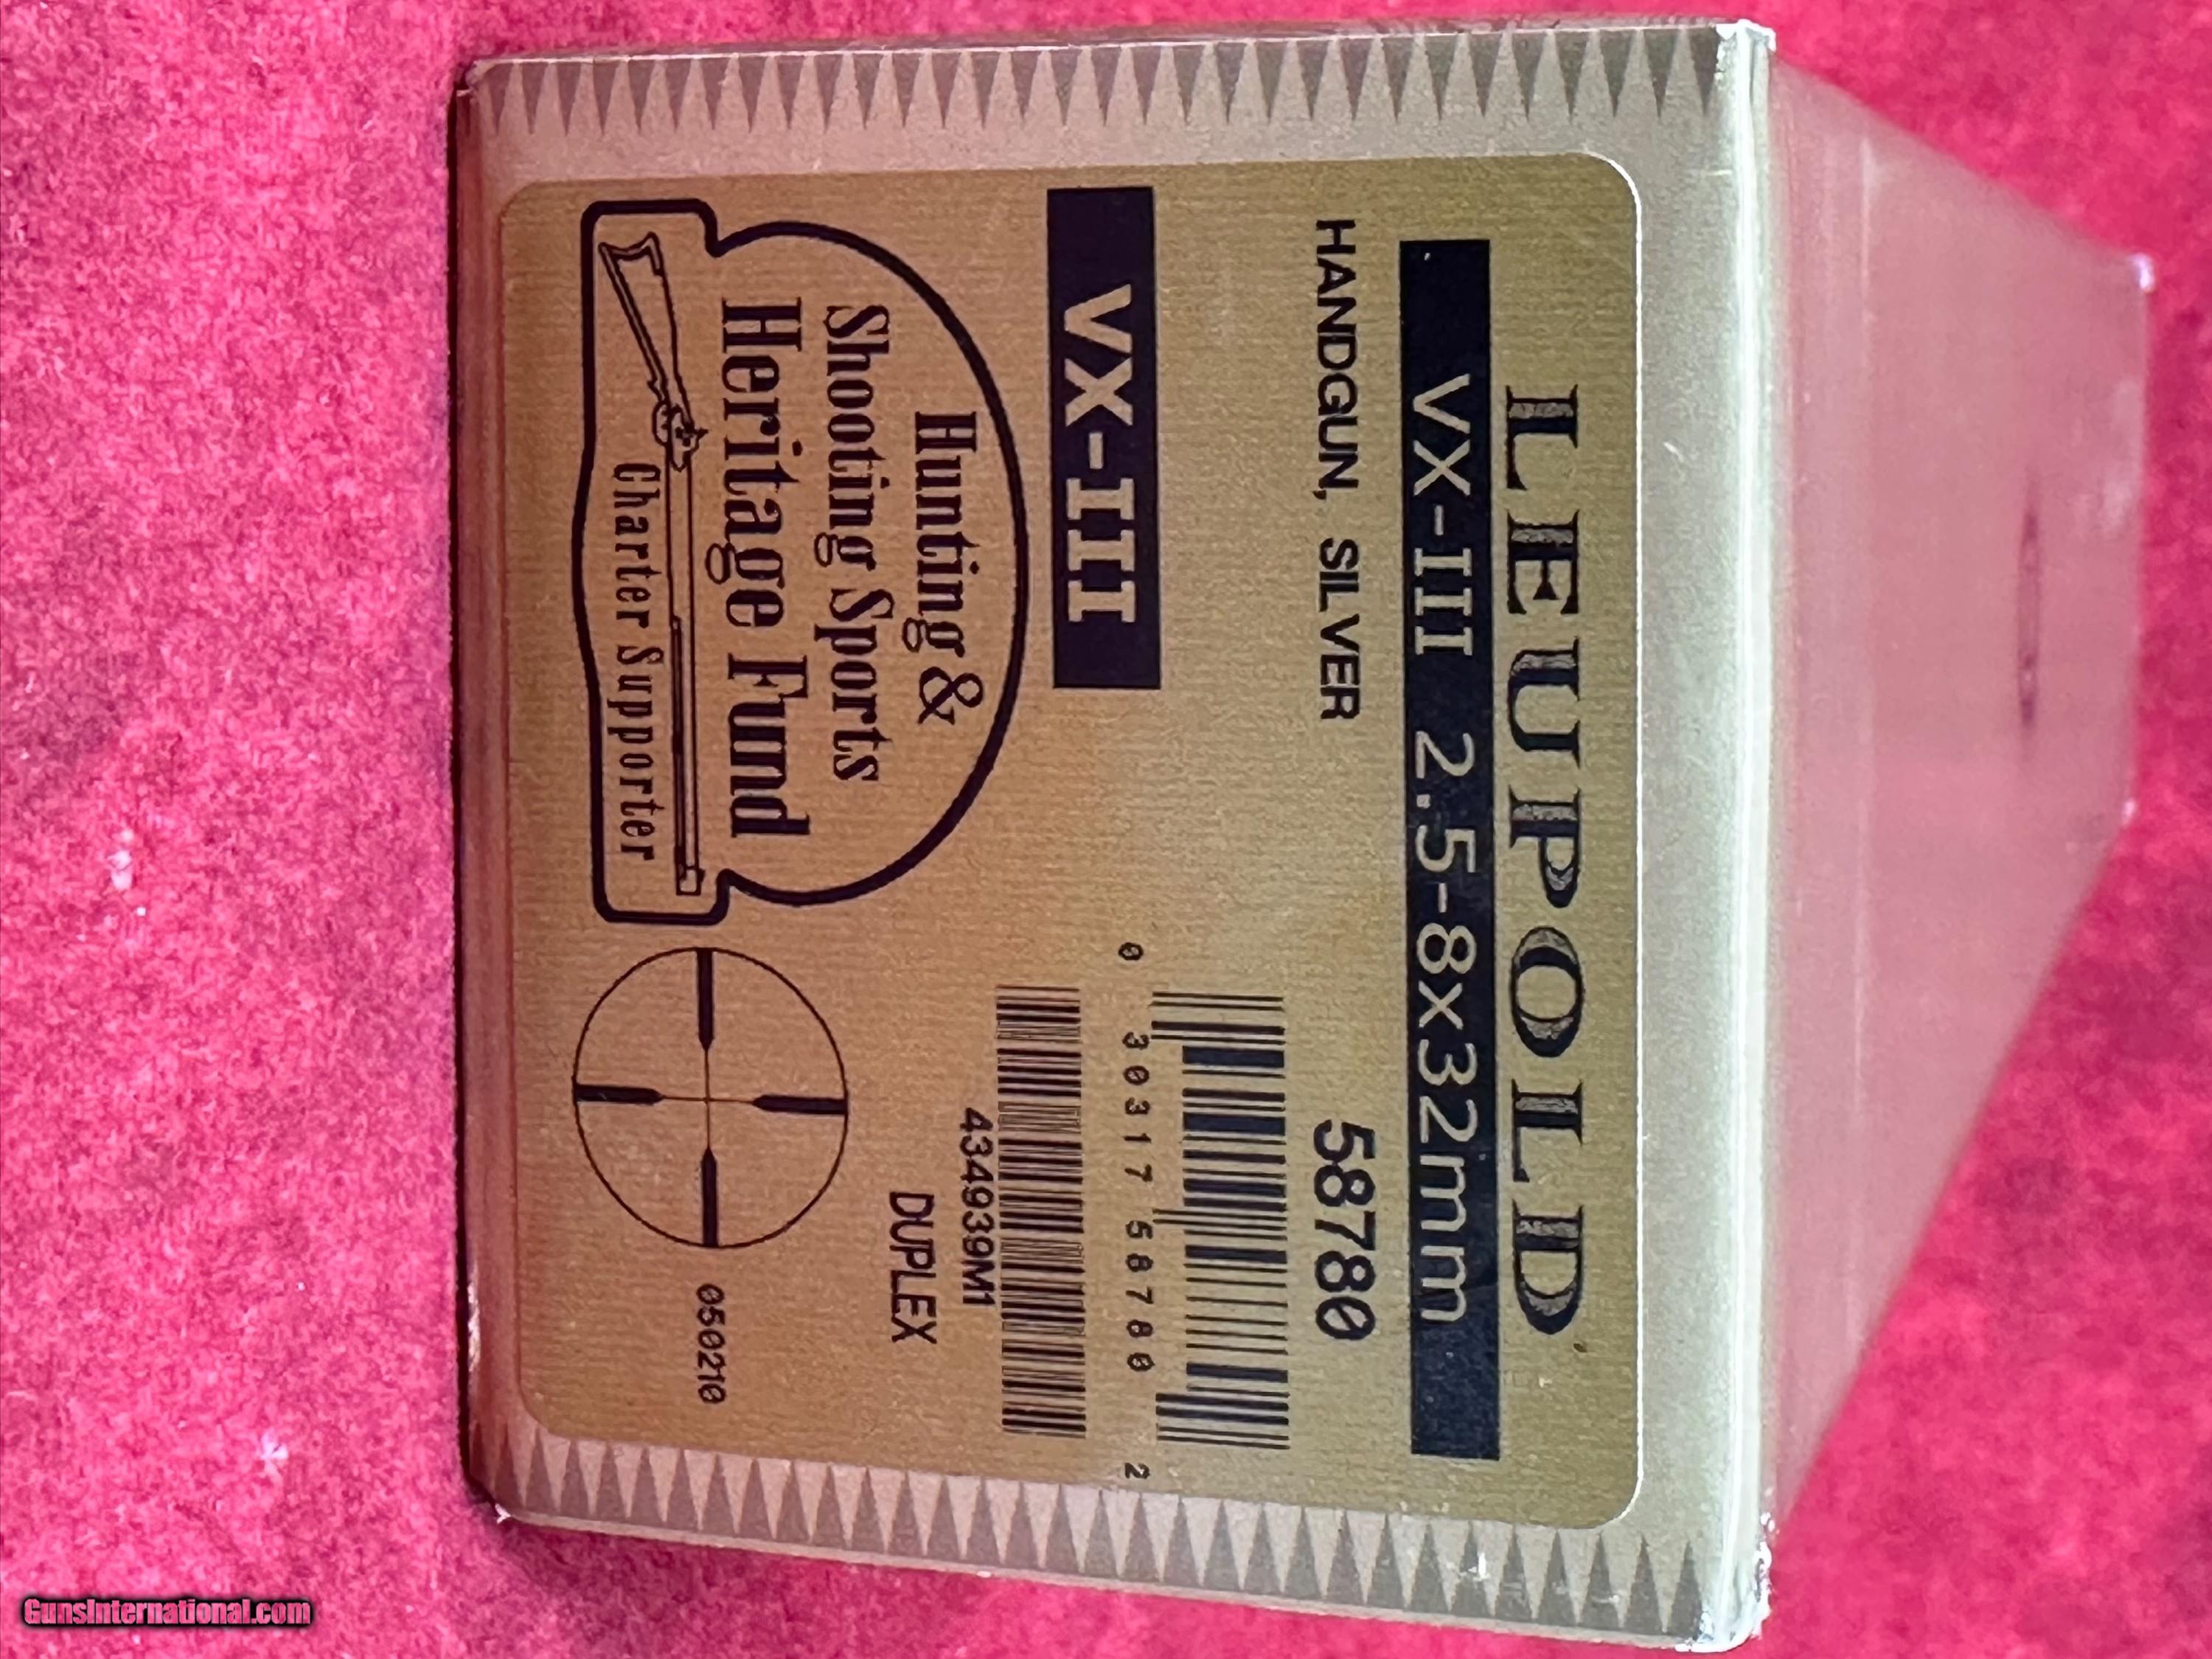 LEUPOLD
VX-III 2.5-8x32mm
HANDGUN, SILVER
58780
0 30317 58780 2
VX-III
434939M1
DUPLEX
Hunting &
Shooting Sports
Heritage Fund
Charter Supporter
050210
GunsInternational.com